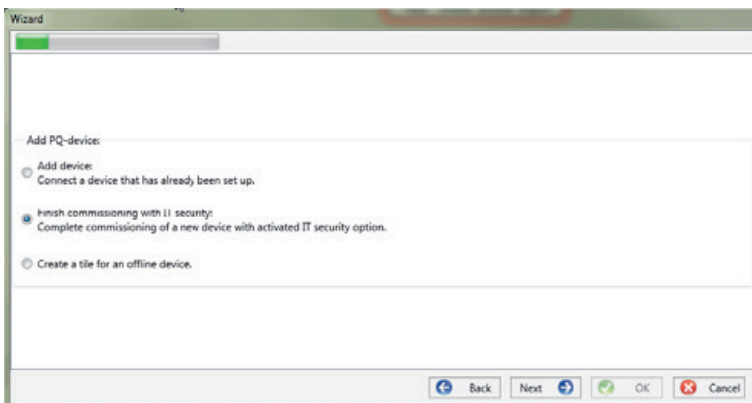 Wizard
Add PQ-device:
Add device:
Connect a device that has already been set up.
Finish commissioning with IT security:
Complete commissioning of a new device with activated IT security option.
Create a tile for an offline device.
Back Next OK Cancel